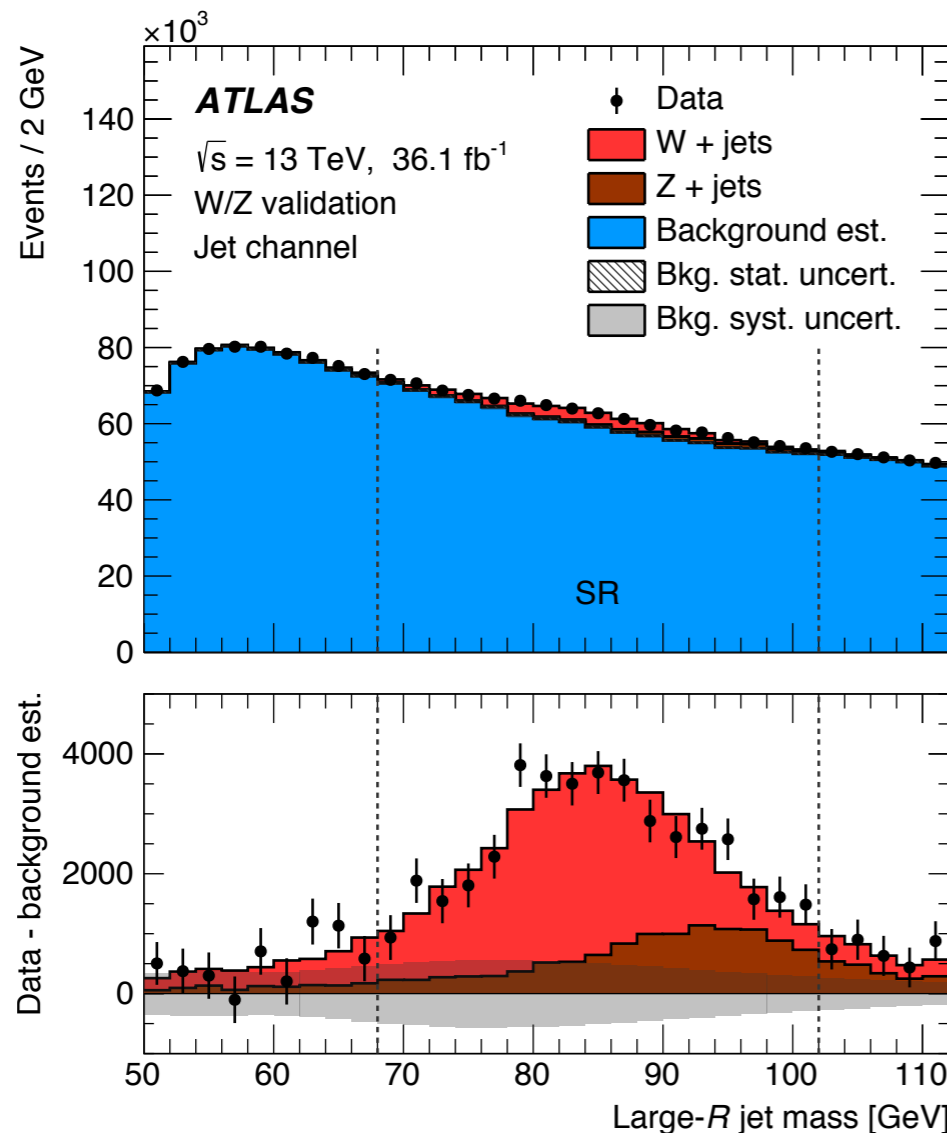 ×10³
Events / 2 GeV
140
120
100
80
60
40
20
0
ATLAS
√s = 13 TeV, 36.1 fb⁻¹
W/Z validation
Jet channel
Data
W + jets
Z + jets
Background est.
Bkg. stat. uncert.
Bkg. syst. uncert.
SR
Data - background est.
4000
2000
0
50 60 70 80 90 100 110
Large-R jet mass [GeV]